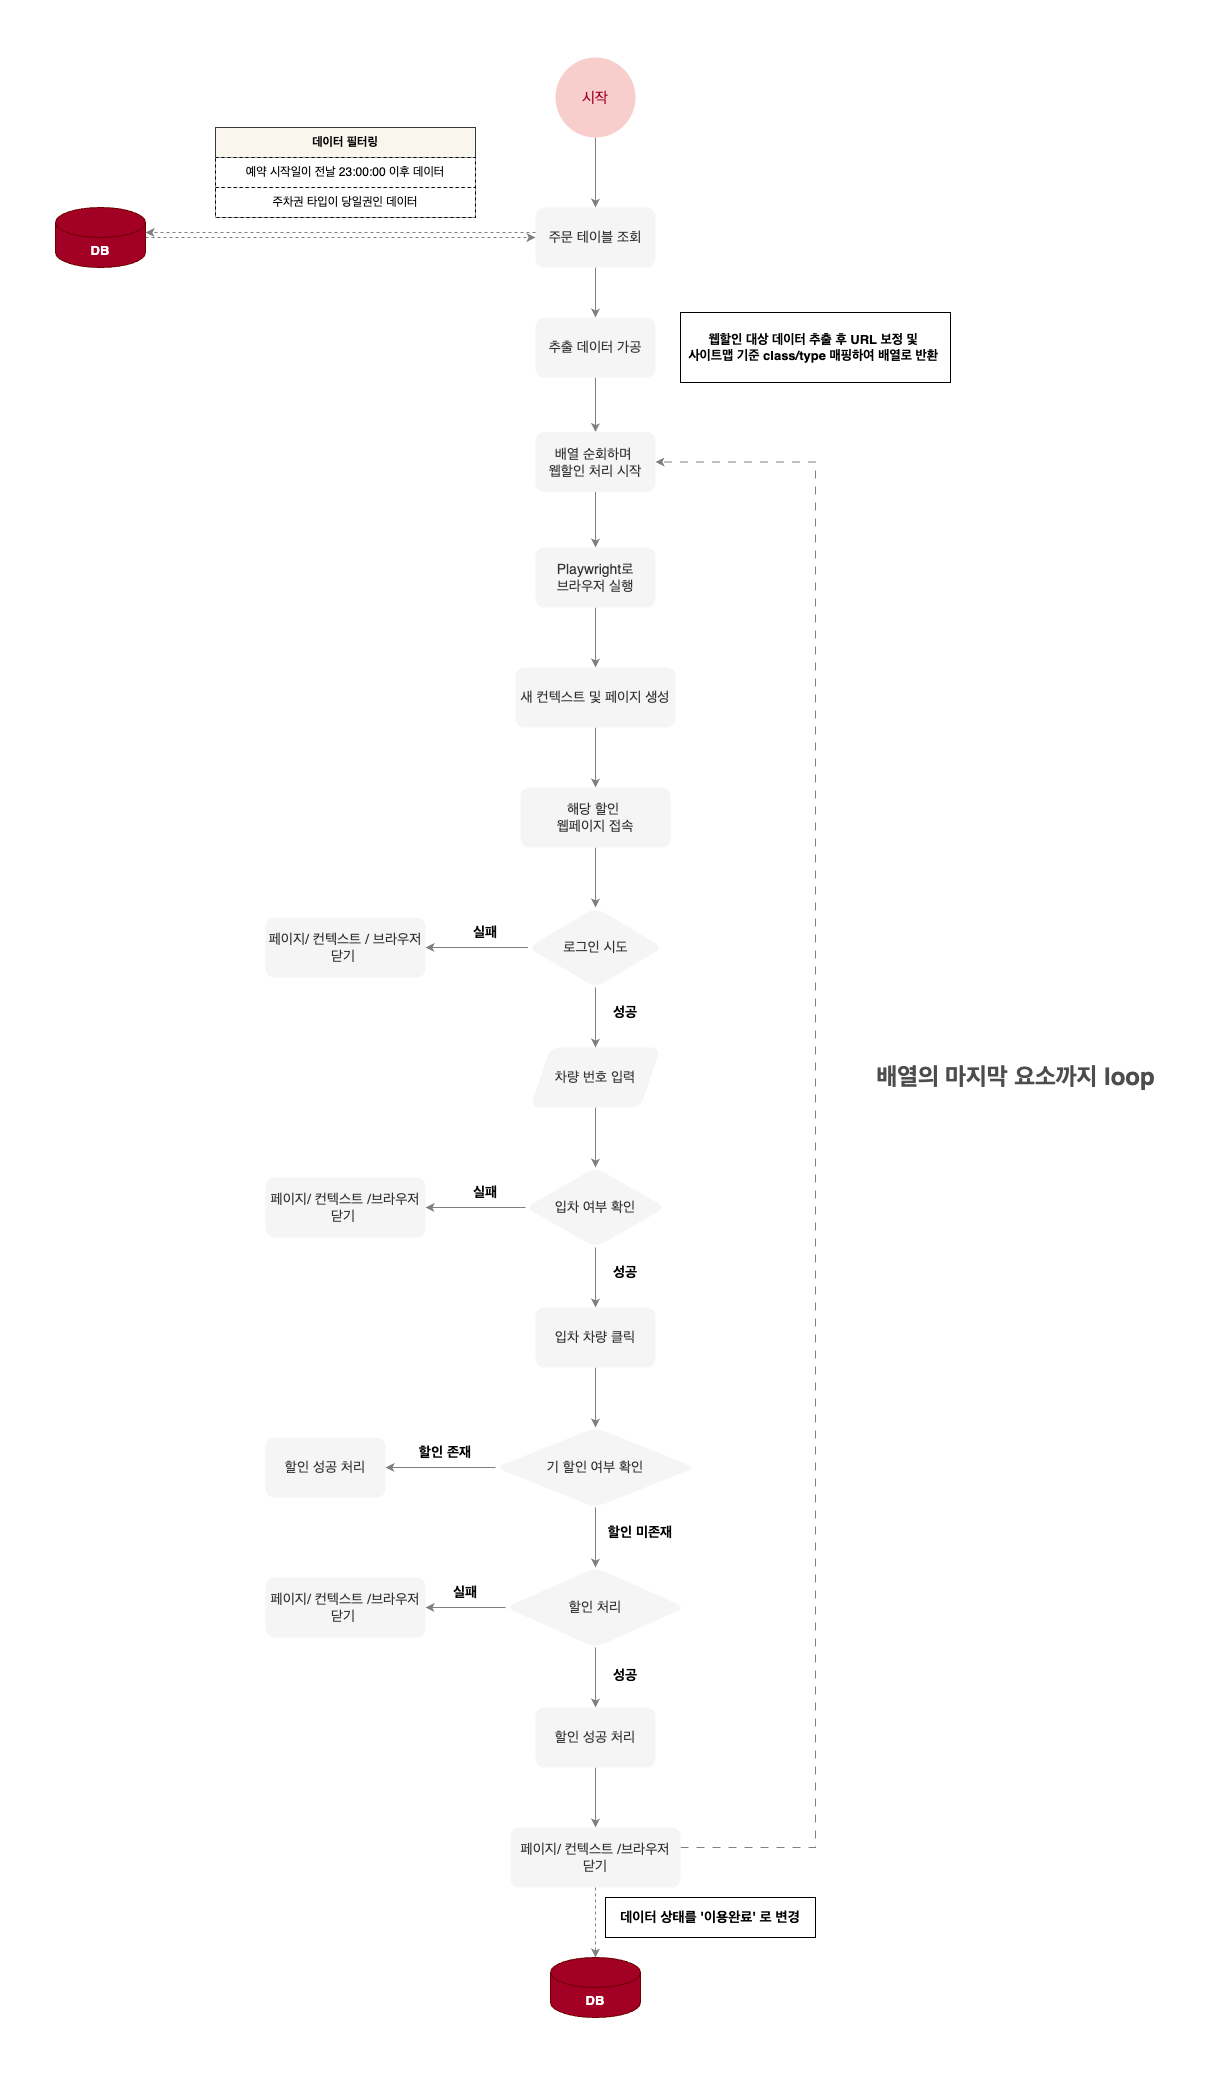 시작
데이터 필터링
예약 시작일이 전날 23:00:00 이후 데이터
주차권 타입이 당일권인 데이터
DB
주문 테이블 조회
추출 데이터 가공
웹할인 대상 데이터 추출 후 URL 보정 및
사이트맵 기준 class/type 매핑하여 배열로 반환
배열 순회하며
웹할인 처리 시작
Playwright로
브라우저 실행
새 컨텍스트 및 페이지 생성
해당 할인
웹페이지 접속
로그인 시도
실패
페이지/ 컨텍스트 / 브라우저
닫기
성공
차량 번호 입력
배열의 마지막 요소까지 loop
입차 여부 확인
실패
페이지/ 컨텍스트 /브라우저
닫기
성공
입차 차량 클릭
기 할인 여부 확인
할인 존재
할인 성공 처리
할인 미존재
할인 처리
실패
페이지/ 컨텍스트 /브라우저
닫기
성공
할인 성공 처리
페이지/ 컨텍스트 /브라우저
닫기
데이터 상태를 '이용완료' 로 변경
DB